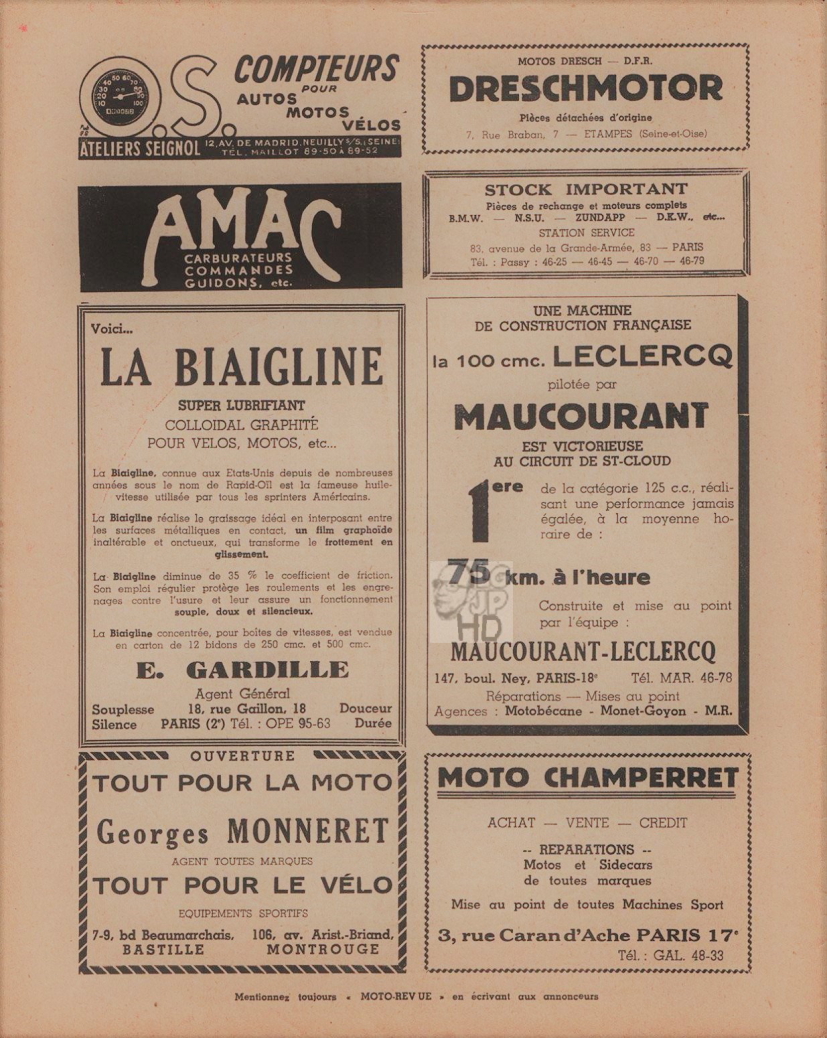 O.S.
COMPTEURS
POUR
AUTOS
MOTOS
VÉLOS
ATELIERS SEIGNOL
12, AV. DE MADRID, NEUILLY S/S. (SEINE)
TÉL. MAILLOT 89-50 À 89-52
AMAC
CARBURATEURS
COMMANDES
GUIDONS, etc.
Voici...
LA BIAIGLINE
SUPER LUBRIFIANT
COLLOIDAL GRAPHITÉ
POUR VELOS, MOTOS, etc...
La Biaigline, connue aux Etats-Unis depuis de nombreuses
années sous le nom de Rapid-Oil est la fameuse huile-
vitesse utilisée par tous les sprinters Américains.
La Biaigline réalise le graissage idéal en interposant entre
les surfaces métalliques en contact, un film graphoïde
inaltérable et onctueux, qui transforme le frottement en
glissement.
La Biaigline diminue de 35 % le coefficient de friction.
Son emploi régulier protège les roulements et les engre-
nages contre l'usure et leur assure un fonctionnement
souple, doux et silencieux.
La Biaigline concentrée, pour boîtes de vitesses, est vendue
en carton de 12 bidons de 250 cmc. et 500 cmc.
E. GARDILLE
Agent Général
Souplesse 18, rue Gaillon, 18 Douceur
Silence PARIS (2e) Tél. : OPE 95-63 Durée
OUVERTURE
TOUT POUR LA MOTO
Georges MONNERET
AGENT TOUTES MARQUES
TOUT POUR LE VÉLO
EQUIPEMENTS SPORTIFS
7-9, bd Beaumarchais, 106, av. Arist.-Briand,
BASTILLE MONTROUGE
MOTOS DRESCH — D.F.R.
DRESCHMOTOR
Pièces détachées d'origine
7, Rue Braban, 7 — ETAMPES (Seine-et-Oise)
STOCK IMPORTANT
Pièces de rechange et moteurs complets
B.M.W. — N.S.U. — ZUNDAPP — D.K.W., etc...
STATION SERVICE
83, avenue de la Grande-Armée, 83 — PARIS
Tél. : Passy : 46-25 — 46-45 — 46-70 — 46-79
UNE MACHINE
DE CONSTRUCTION FRANÇAISE
la 100 cmc. LECLERCQ
pilotée par
MAUCOURANT
EST VICTORIEUSE
AU CIRCUIT DE ST-CLOUD
1ere de la catégorie 125 c.c., réali-
sant une performance jamais
égalée, à la moyenne ho-
raire de :
75 km. à l'heure
Construite et mise au point
par l'équipe :
MAUCOURANT-LECLERCQ
147, boul. Ney, PARIS-18e Tél. MAR. 46-78
Réparations — Mises au point
Agences : Motobécane - Monet-Goyon - M.R.
MOTO CHAMPERRET
ACHAT — VENTE — CREDIT
-- REPARATIONS --
Motos et Sidecars
de toutes marques
Mise au point de toutes Machines Sport
3, rue Caran d'Ache PARIS 17e
Tél. : GAL. 48-33
Mentionnez toujours « MOTO-REVUE » en écrivant aux annonceurs